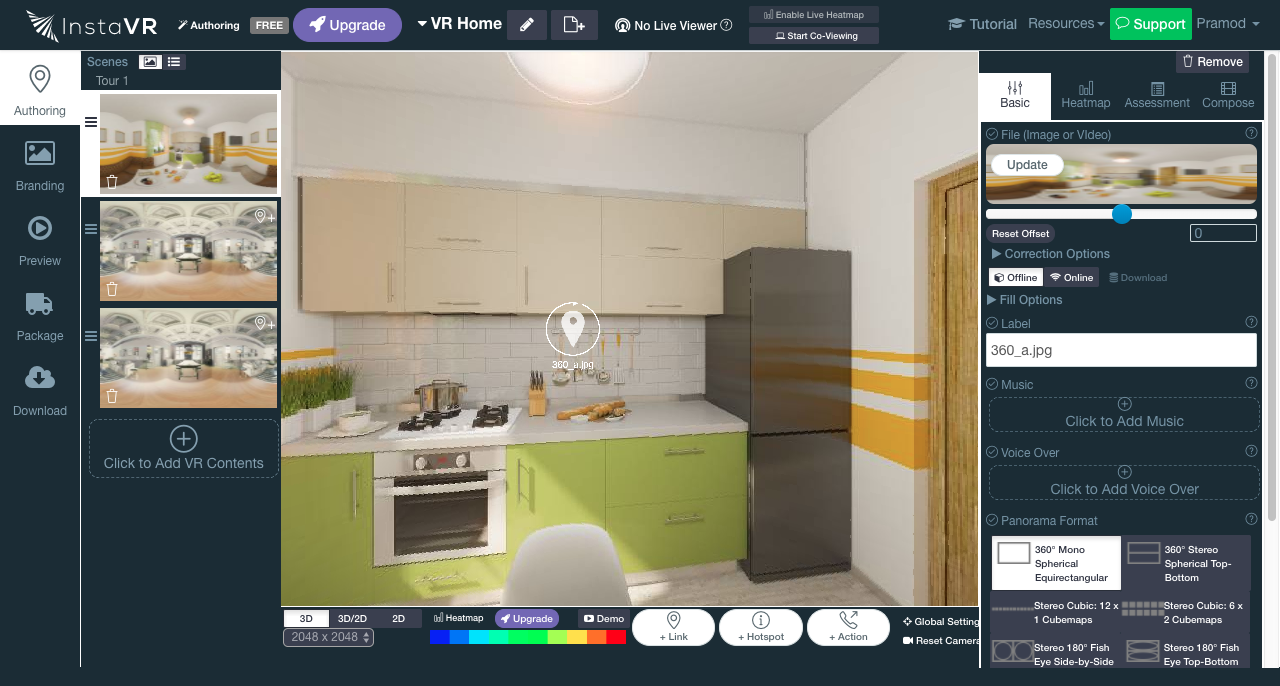 InstaVR
Authoring
FREE
Upgrade
VR Home
No Live Viewer
Enable Live Heatmap
Start Co-Viewing
Tutorial
Resources
Support
Pramod
Authoring
Branding
Preview
Package
Download
Scenes
Tour 1
Click to Add VR Contents
360_a.jpg
3D
3D/2D
2D
2048 x 2048
Heatmap
Upgrade
Demo
+ Link
+ Hotspot
+ Action
Global Setting
Reset Camera
Remove
Basic
Heatmap
Assessment
Compose
File (Image or VIdeo)
Update
Reset Offset
0
Correction Options
Offline
Online
Download
Fill Options
Label
360_a.jpg
Music
Click to Add Music
Voice Over
Click to Add Voice Over
Panorama Format
360° Mono
Spherical
Equirectangular
360° Stereo
Spherical Top-
Bottom
Stereo Cubic: 12 x
1 Cubemaps
Stereo Cubic: 6 x
2 Cubemaps
Stereo 180° Fish
Eye Side-by-Side
Stereo 180° Fish
Eye Top-Bottom